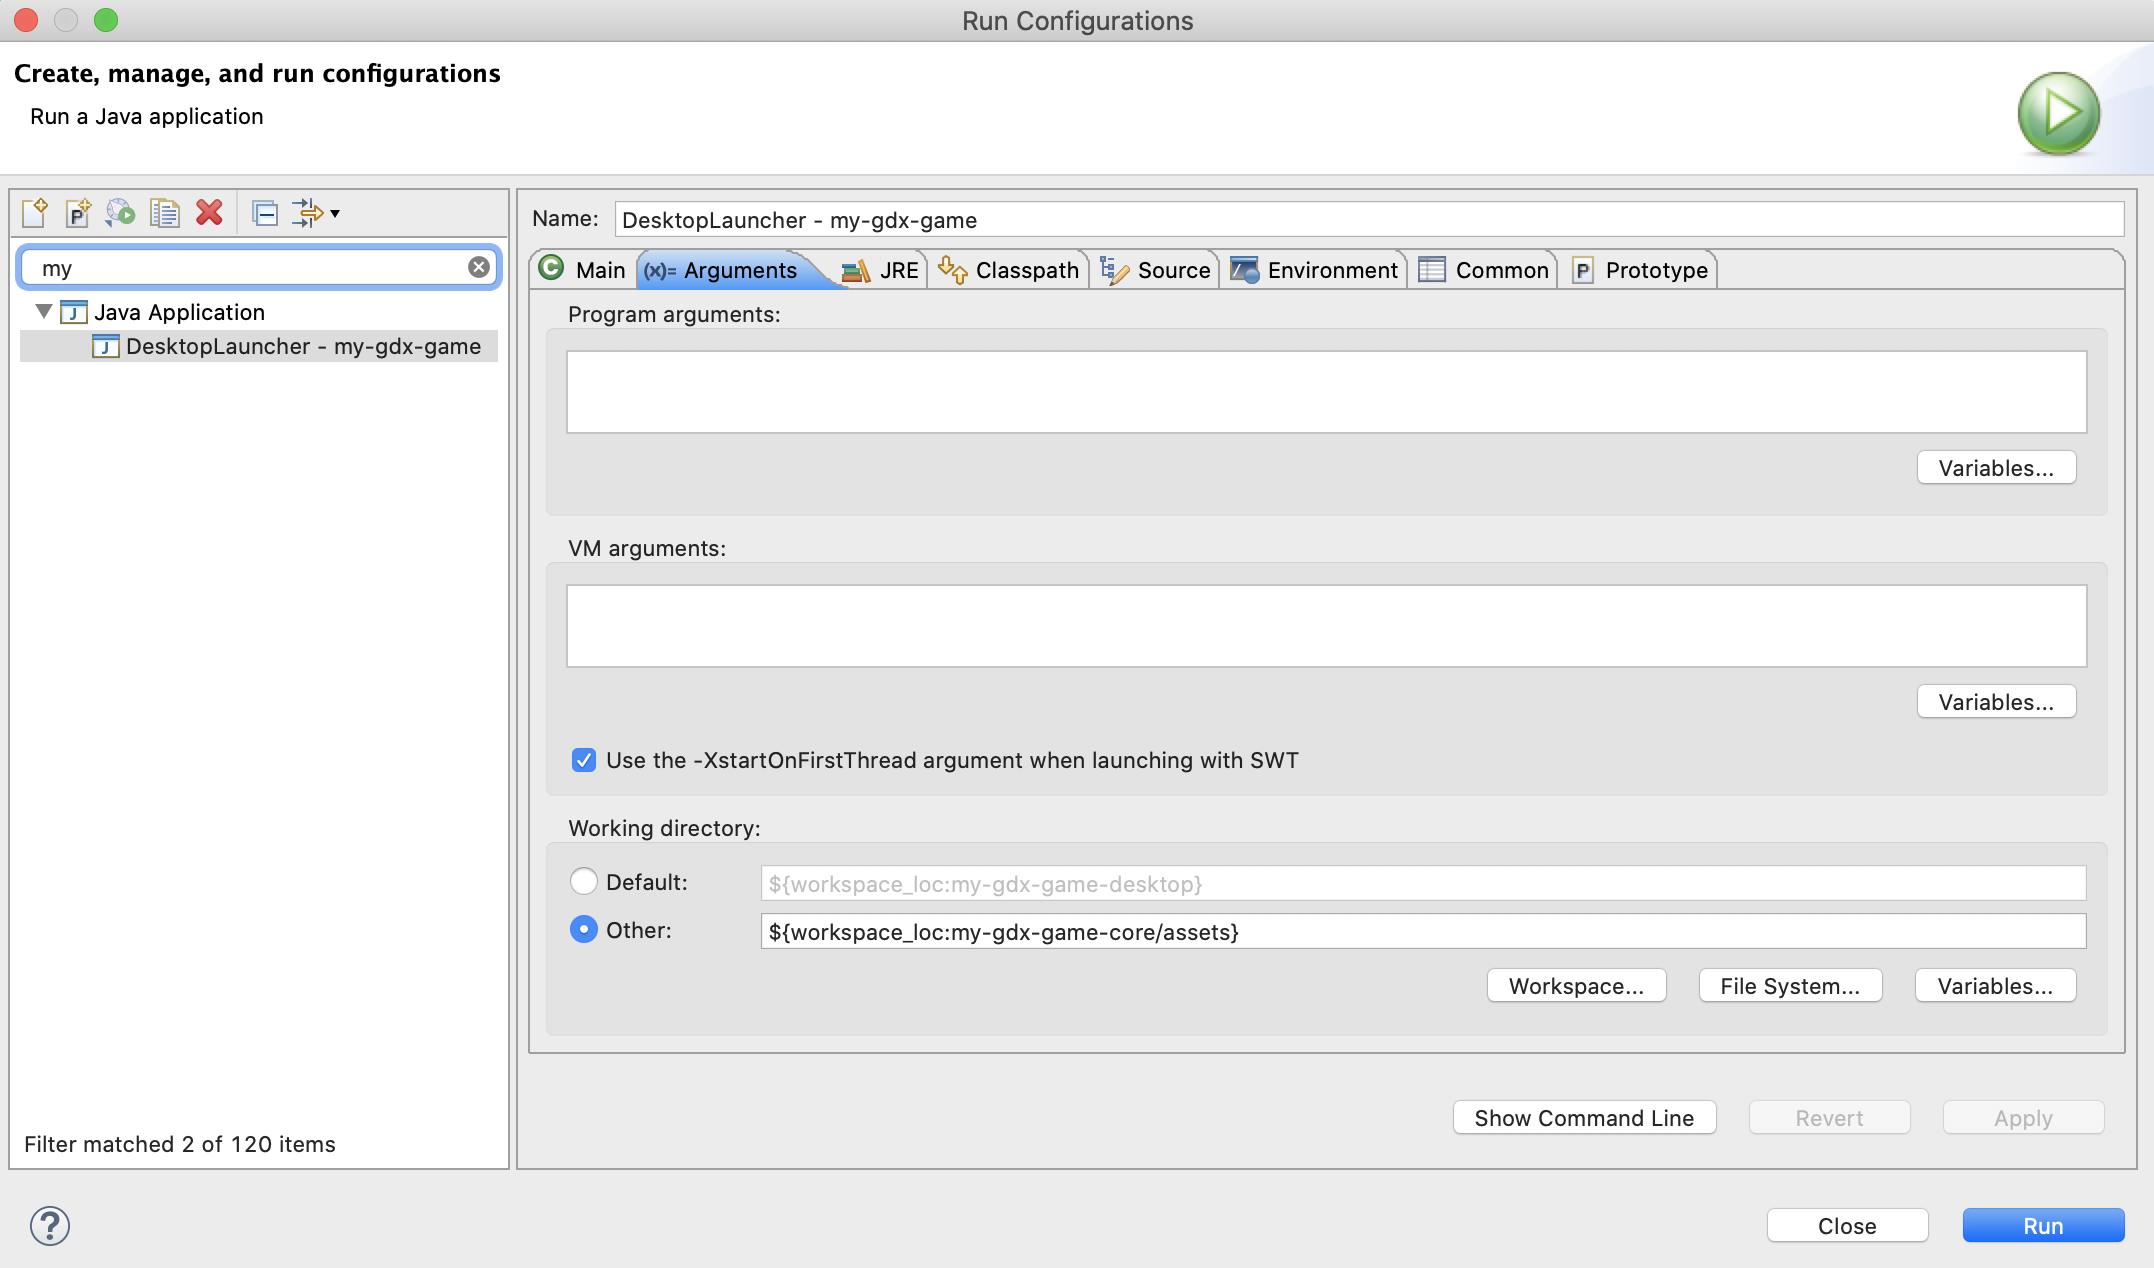 Run Configurations
Create, manage, and run configurations
Run a Java application
my
Java Application
DesktopLauncher - my-gdx-game
Filter matched 2 of 120 items
Name: DesktopLauncher - my-gdx-game
Main (x)= Arguments JRE Classpath Source Environment Common Prototype
Program arguments:
Variables...
VM arguments:
Variables...
Use the -XstartOnFirstThread argument when launching with SWT
Working directory:
Default: ${workspace_loc:my-gdx-game-desktop}
Other: ${workspace_loc:my-gdx-game-core/assets}
Workspace... File System... Variables...
Show Command Line Revert Apply
Close Run